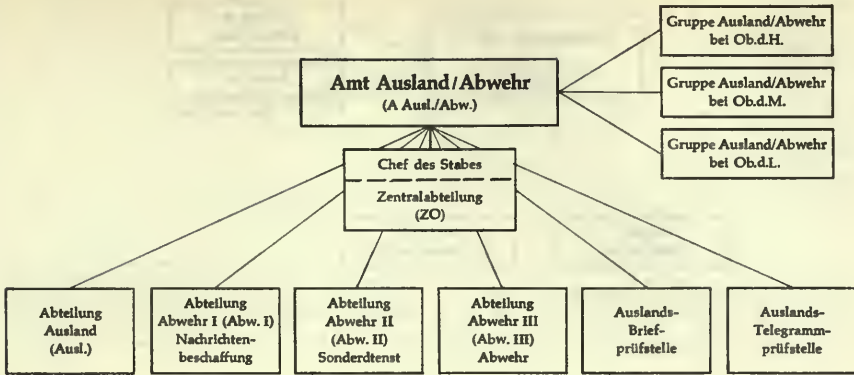 Gruppe Ausland/Abwehr
bei Ob.d.H.
Amt Ausland/Abwehr
(A Ausl./Abw.)
Gruppe Ausland/Abwehr
bei Ob.d.M.
Gruppe Ausland/Abwehr
bei Ob.d.L.
Chef des Stabes
Zentralabteilung
(ZO)
Abteilung
Ausland
(Ausl.)
Abteilung
Abwehr I (Abw. I)
Nachrichten-
beschaffung
Abteilung
Abwehr II
(Abw. II)
Sonderdtenst
Abteilung
Abwehr III
(Abw. III)
Abwehr
Auslands-
Brief-
prüfstelle
Auslands-
Telegramm-
prüfstelle